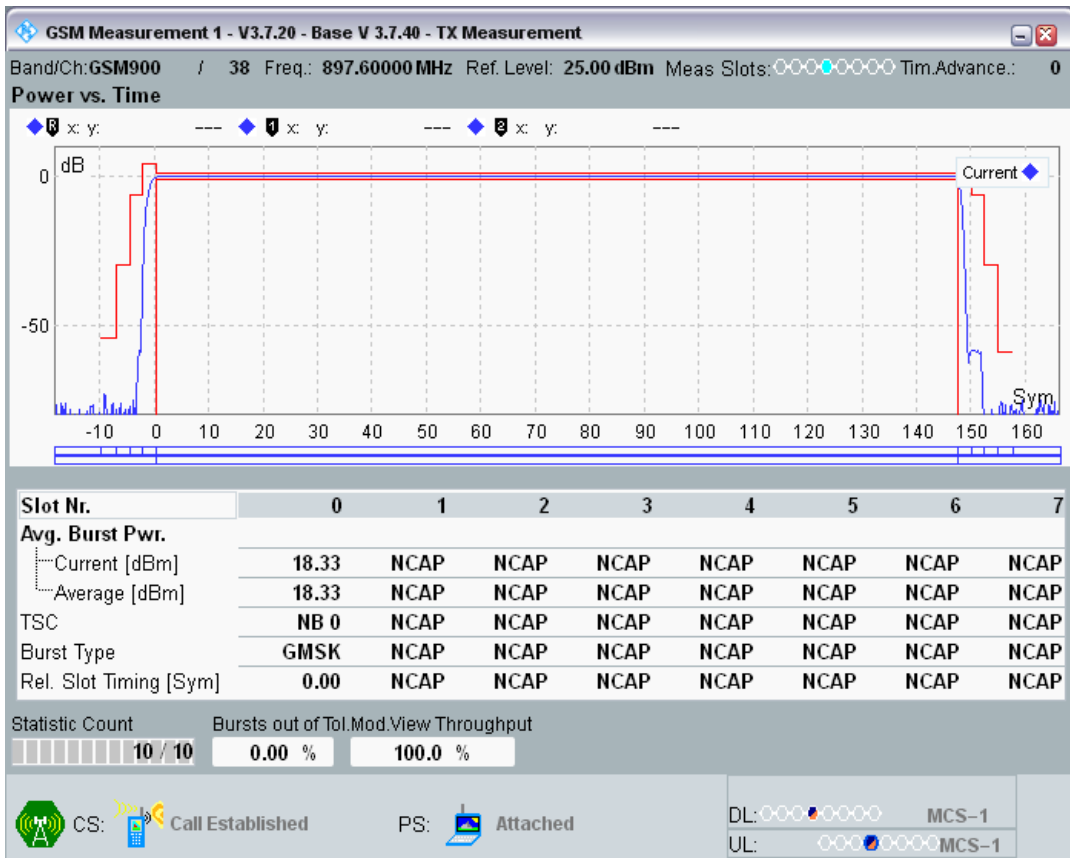 GSM Measurement 1 - V3.7.20 - Base V 3.7.40 - TX Measurement
Band/Ch:GSM900 / 38 Freq.: 897.60000 MHz Ref. Level: 25.00 dBm Meas Slots: Tim.Advance.: 0
Power vs. Time
R x: y: --- 1 x: y: --- 2 x: y: ---
dB
Current
0
-50
Sym
-10 0 10 20 30 40 50 60 70 80 90 100 110 120 130 140 150 160
Slot Nr. 0 1 2 3 4 5 6 7
Avg. Burst Pwr.
Current [dBm] 18.33 NCAP NCAP NCAP NCAP NCAP NCAP NCAP
Average [dBm] 18.33 NCAP NCAP NCAP NCAP NCAP NCAP NCAP
TSC NB 0 NCAP NCAP NCAP NCAP NCAP NCAP NCAP
Burst Type GMSK NCAP NCAP NCAP NCAP NCAP NCAP NCAP
Rel. Slot Timing [Sym] 0.00 NCAP NCAP NCAP NCAP NCAP NCAP NCAP
Statistic Count Bursts out of Tol.Mod.View Throughput
10 / 10 0.00 % 100.0 %
CS: Call Established PS: Attached
DL: MCS-1
UL: MCS-1